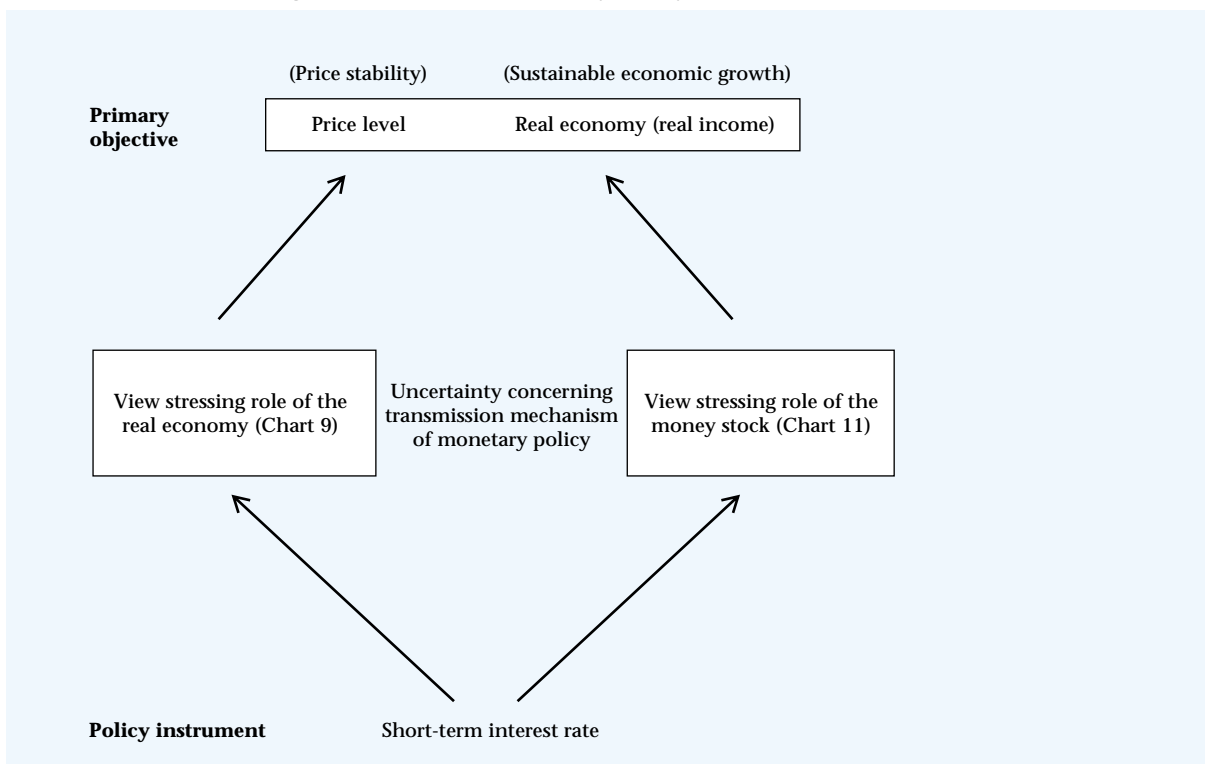 (Price stability) (Sustainable economic growth)
Primary
objective
Price level Real economy (real income)
View stressing role of the
real economy (Chart 9)
Uncertainty concerning
transmission mechanism
of monetary policy
View stressing role of the
money stock (Chart 11)
Policy instrument Short-term interest rate